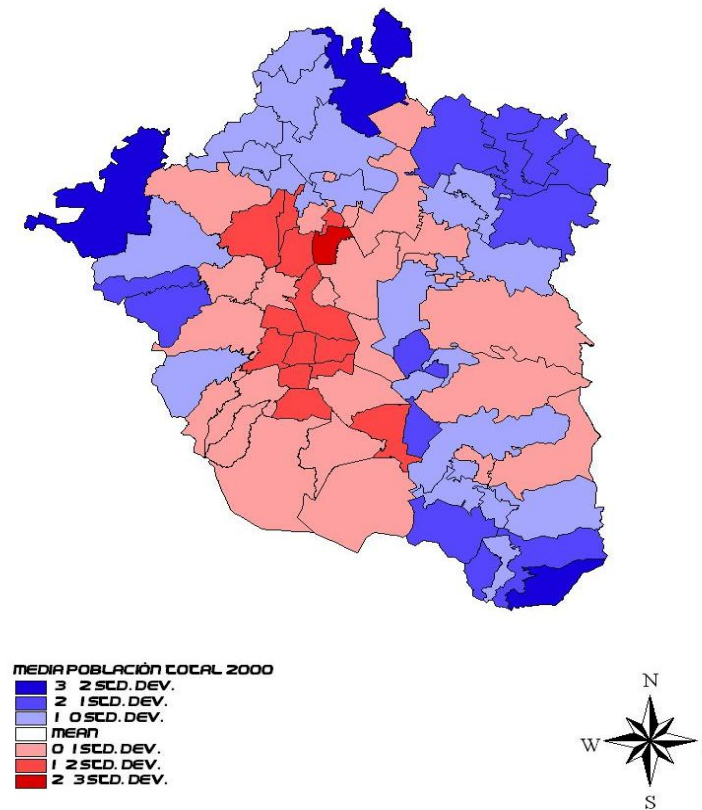 MEDIA POBLACIÓN TOTAL 2000
3 2 STD. DEV.
2 1 STD. DEV.
1 0 STD. DEV.
MEAN
0 1 STD. DEV.
1 2 STD. DEV.
2 3 STD. DEV.
N
W
S